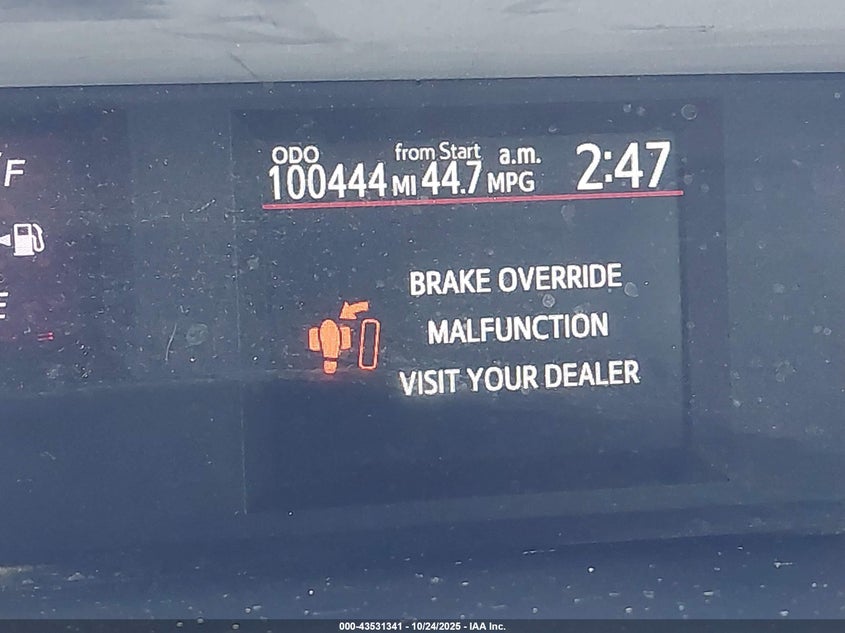 F
E
ODO from Start a.m. 2:47
100444 MI 44.7 MPG
BRAKE OVERRIDE
MALFUNCTION
VISIT YOUR DEALER
000-43531341 - 10/24/2025 - IAA Inc.